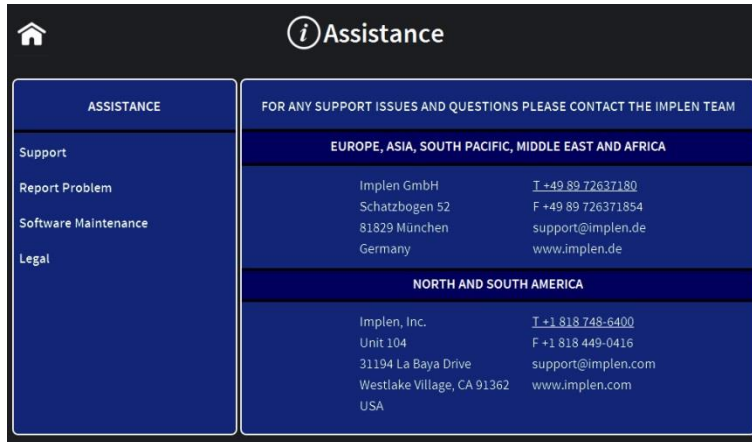 Assistance
ASSISTANCE
Support
Report Problem
Software Maintenance
Legal
FOR ANY SUPPORT ISSUES AND QUESTIONS PLEASE CONTACT THE IMPLEN TEAM
EUROPE, ASIA, SOUTH PACIFIC, MIDDLE EAST AND AFRICA
Implen GmbH T +49 89 72637180
Schatzbogen 52 F +49 89 726371854
81829 München support@implen.de
Germany www.implen.de
NORTH AND SOUTH AMERICA
Implen, Inc. T +1 818 748-6400
Unit 104 F +1 818 449-0416
31194 La Baya Drive support@implen.com
Westlake Village, CA 91362 www.implen.com
USA